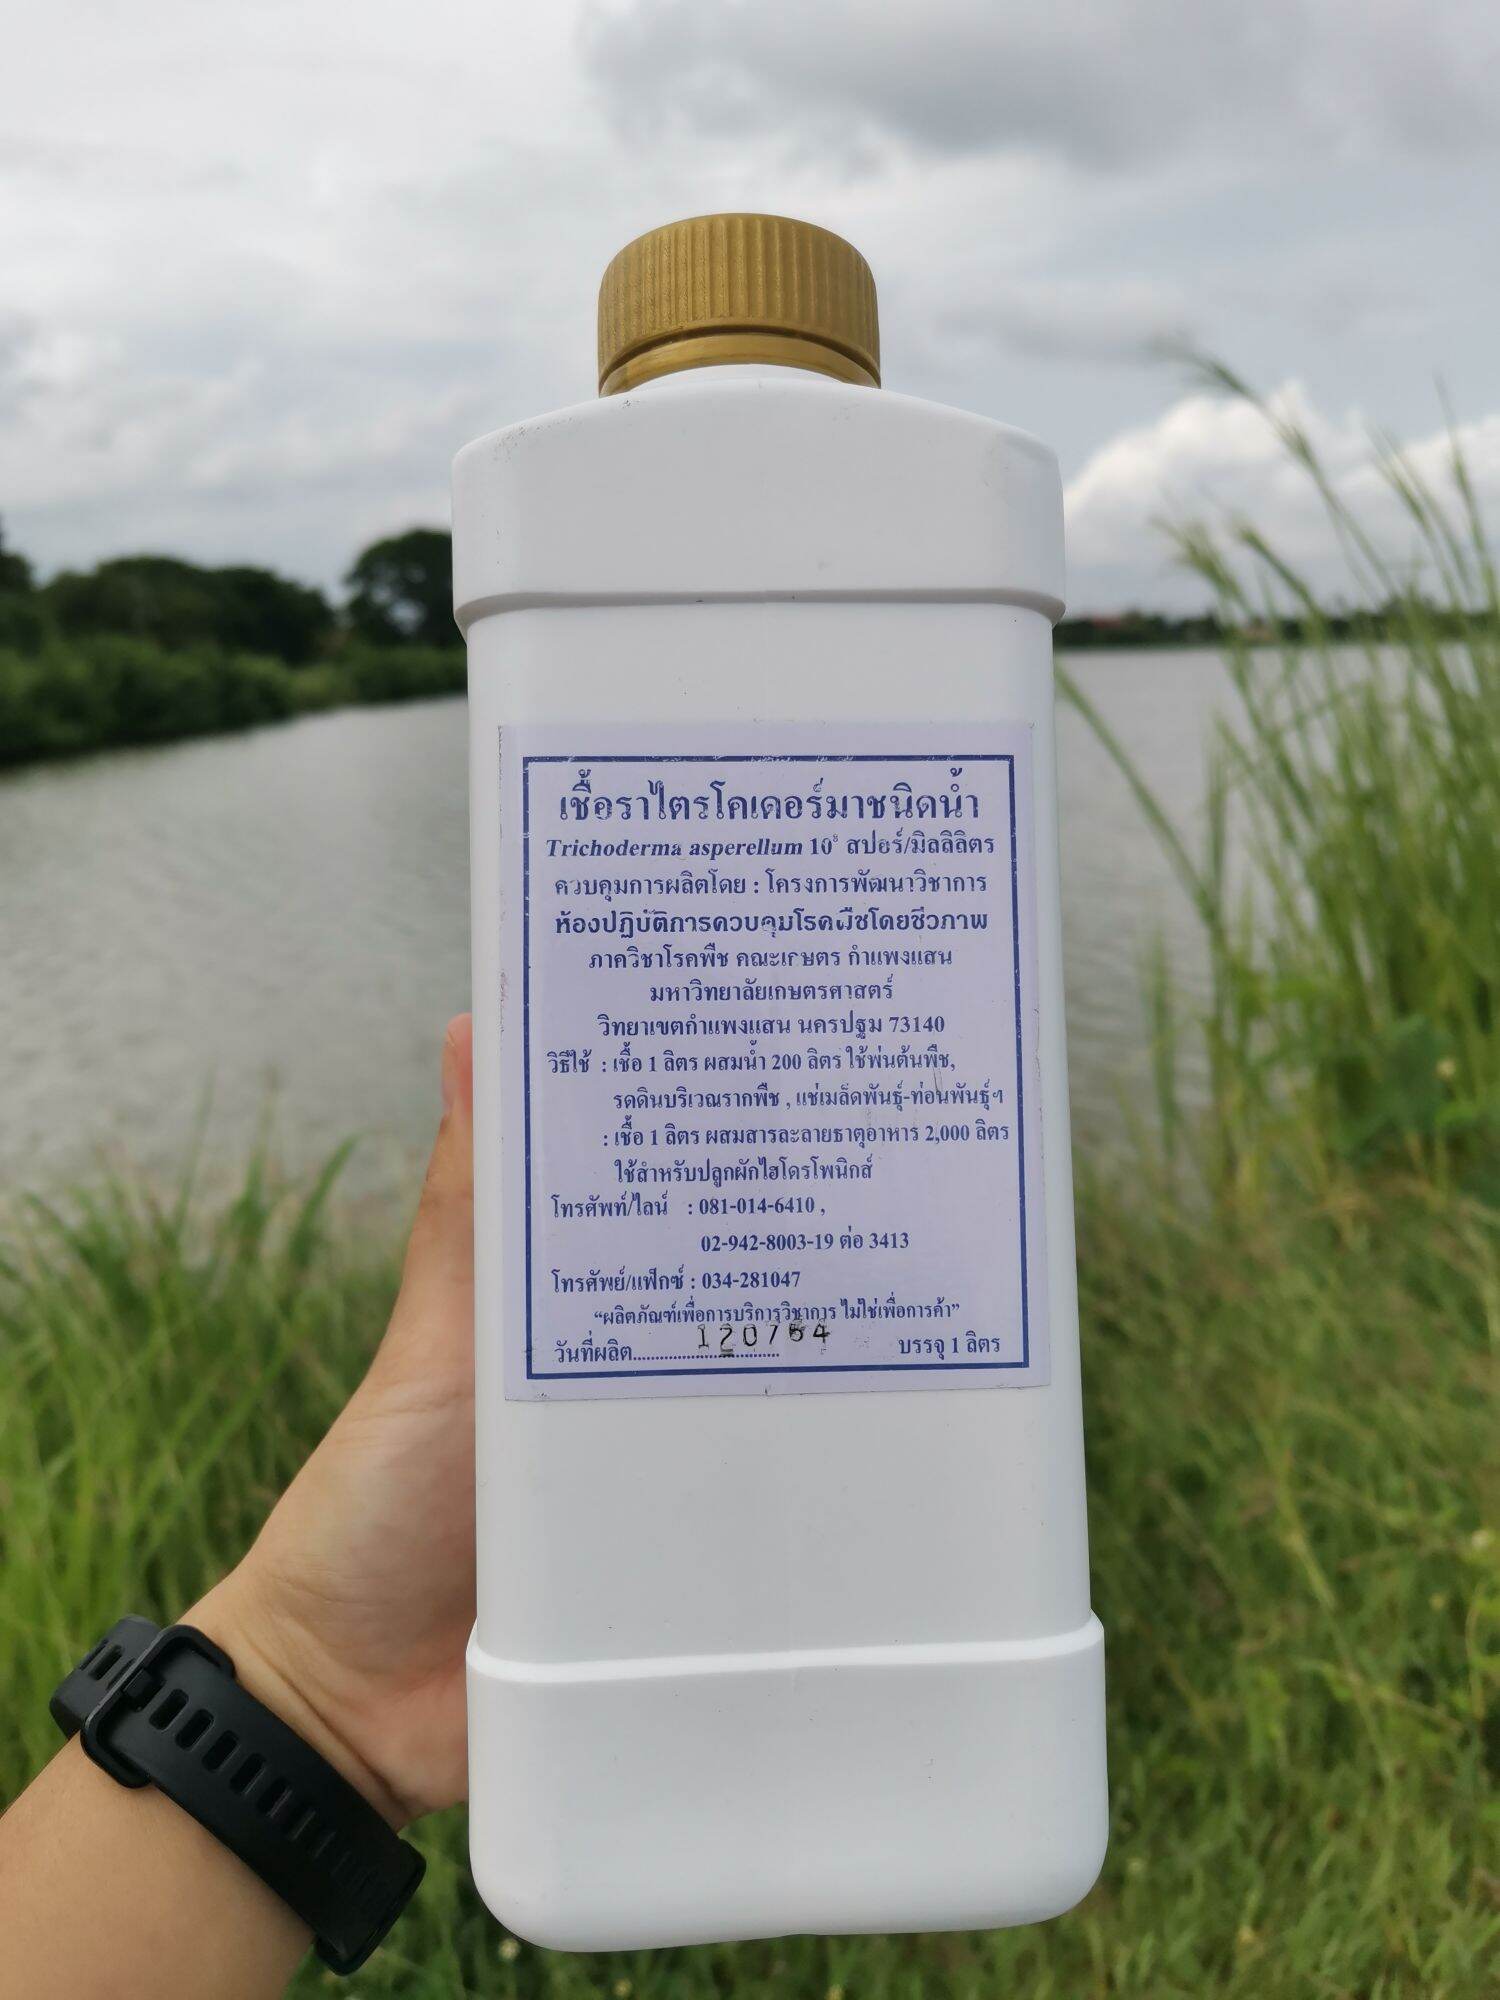 เชื้อราไตรโคเดอร์มาชนิดน้ำ
Trichoderma asperellum 10⁸ สปอร์/มิลลิลิตร
ควบคุมการผลิตโดย : โครงการพัฒนาวิชาการ
ห้องปฏิบัติการควบคุมโรคพืชโดยชีวภาพ
ภาควิชาโรคพืช คณะเกษตร กำแพงแสน
มหาวิทยาลัยเกษตรศาสตร์
วิทยาเขตกำแพงแสน นครปฐม 73140
วิธีใช้ : เชื้อ 1 ลิตร ผสมน้ำ 200 ลิตร ใช้พ่นต้นพืช,
รดดินบริเวณรากพืช , แช่เมล็ดพันธุ์-ท่อนพันธุ์ฯ
: เชื้อ 1 ลิตร ผสมสารละลายธาตุอาหาร 2,000 ลิตร
ใช้สำหรับปลูกผักไฮโดรโพนิกส์
โทรศัพท์/ไลน์ : 081-014-6410 ,
02-942-8003-19 ต่อ 3413
โทรศัพย์/แฟ็กซ์ : 034-281047
“ผลิตภัณฑ์เพื่อการบริการวิชาการ ไม่ใช่เพื่อการค้า”
วันที่ผลิต 120764 บรรจุ 1 ลิตร